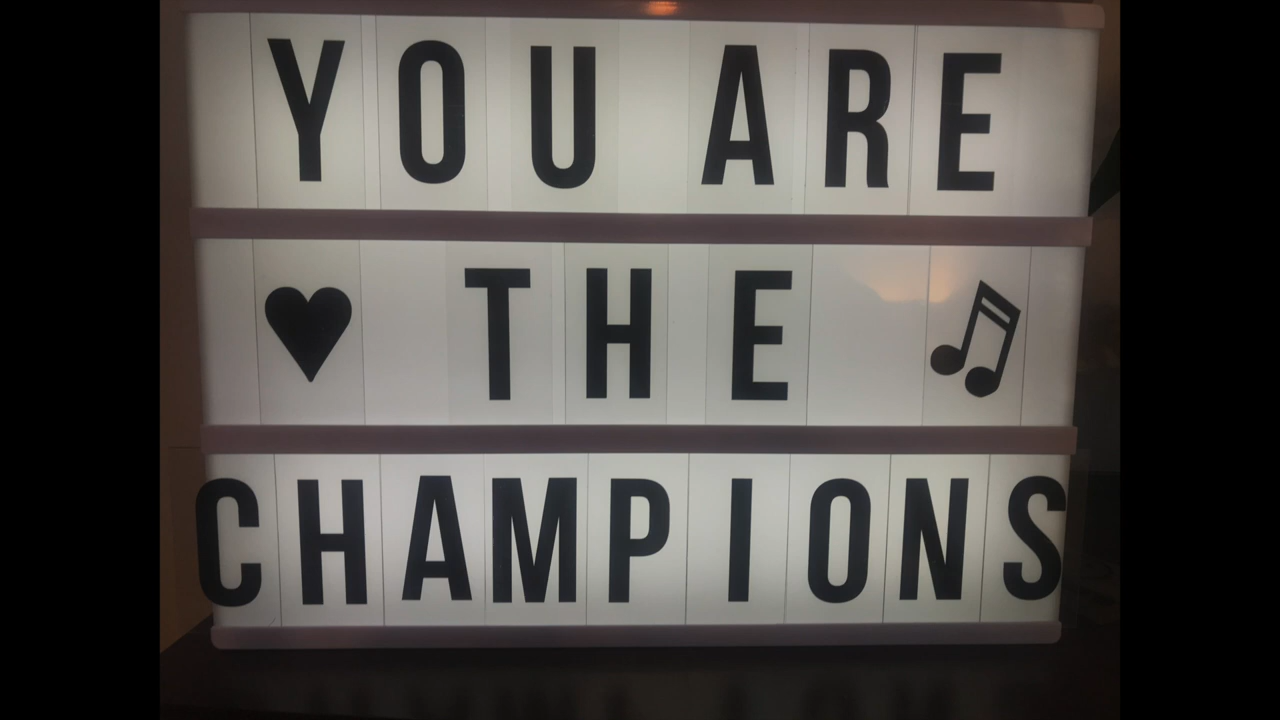 YOU ARE
♥ THE ♫
CHAMPIONS